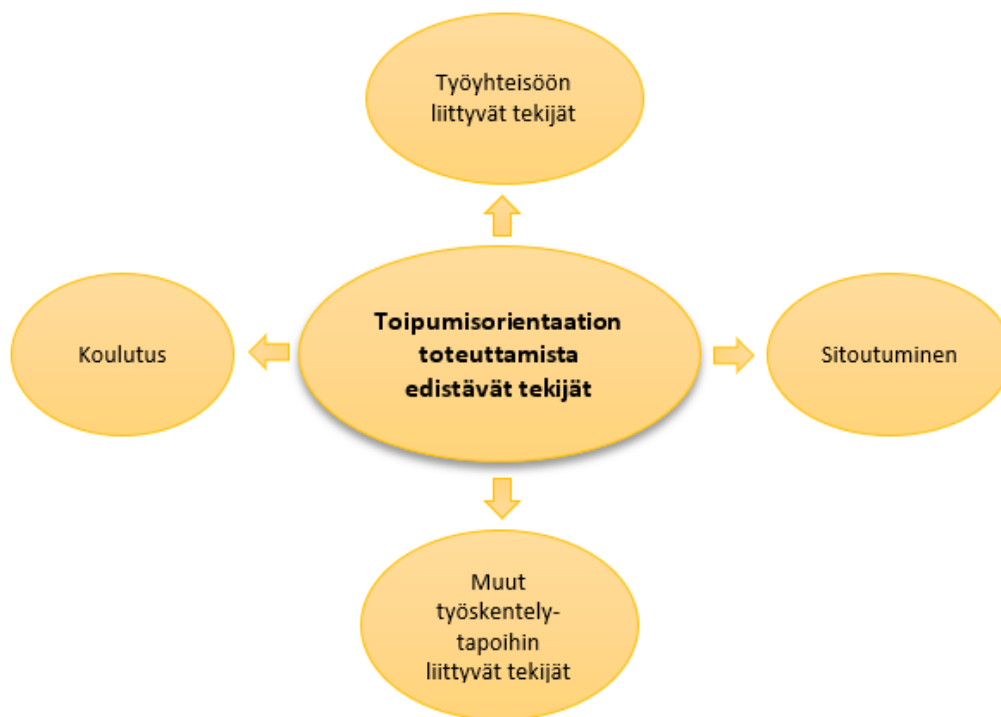 Työyhteisöön
liittyvät tekijät
Toipumisorientaation
toteuttamista
edistävät tekijät
Koulutus
Sitoutuminen
Muut
työskentely-
tapoihin
liittyvät tekijät